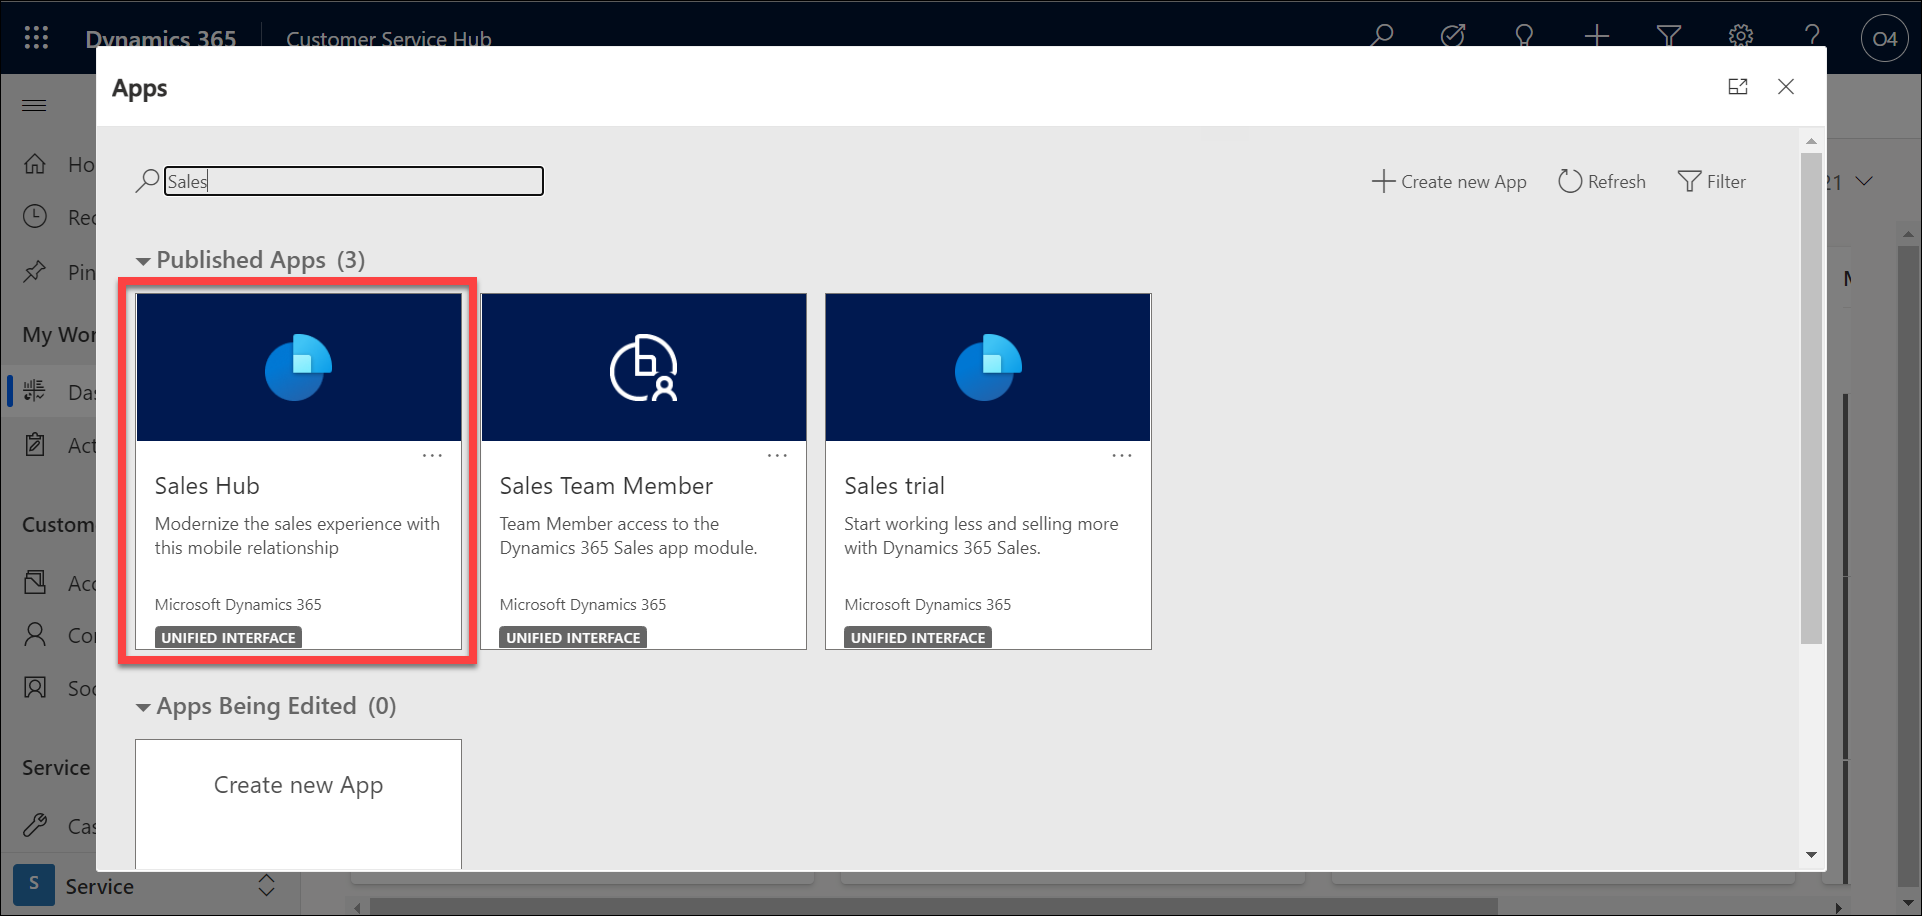 Dynamics 365
Customer Service Hub
O4
Apps
Sales
Create new App
Refresh
Filter
21
Ho
Rec
Pin
Published Apps (3)
My Wor
Das
Act
Sales Hub
Modernize the sales experience with
this mobile relationship
Microsoft Dynamics 365
UNIFIED INTERFACE
Sales Team Member
Team Member access to the
Dynamics 365 Sales app module.
Microsoft Dynamics 365
UNIFIED INTERFACE
Sales trial
Start working less and selling more
with Dynamics 365 Sales.
Microsoft Dynamics 365
UNIFIED INTERFACE
Custom
Acc
Cor
Soc
Apps Being Edited (0)
Create new App
Service
Cas
S
Service